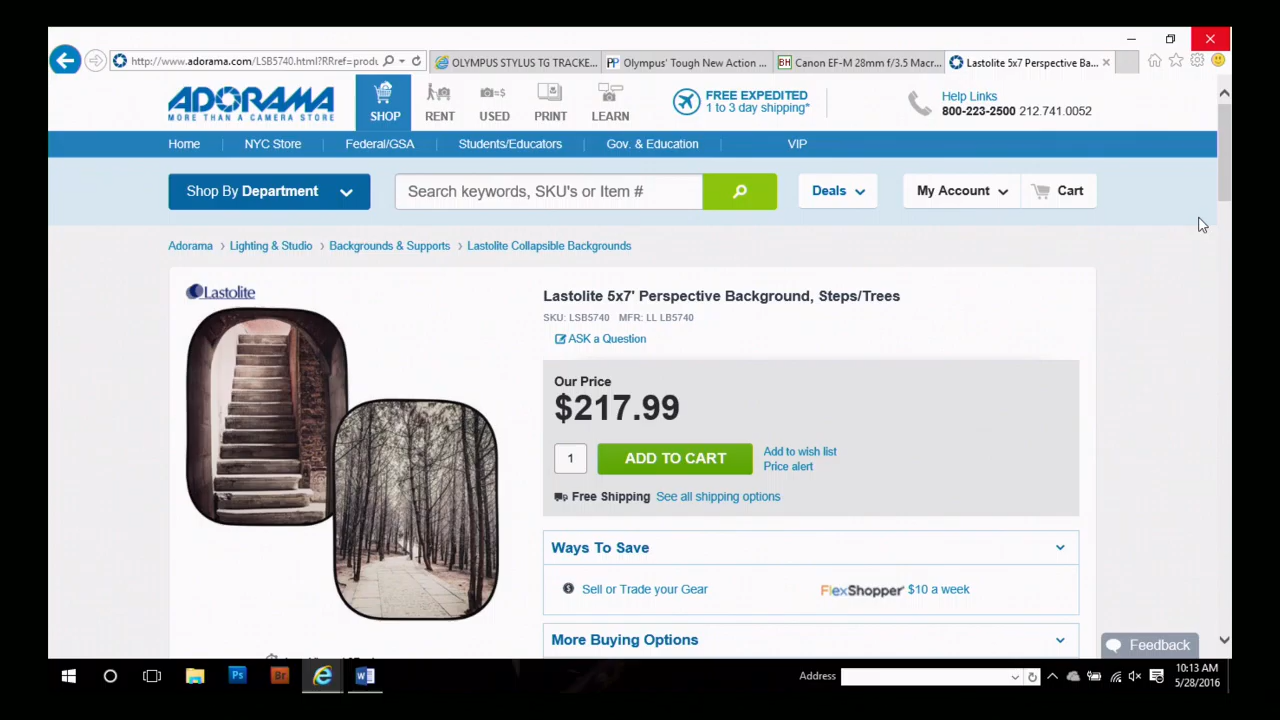 http://www.adorama.com/LSB5740.html?RRref=produ
OLYMPUS STYLUS TG TRACKE...
Olympus' Tough New Action ...
BH Canon EF-M 28mm f/3.5 Macr...
Lastolite 5x7 Perspective Ba...
ADORAMA
MORE THAN A CAMERA STORE
SHOP
RENT
USED
PRINT
LEARN
FREE EXPEDITED
1 to 3 day shipping*
Help Links
800-223-2500 212.741.0052
Home NYC Store Federal/GSA Students/Educators Gov. & Education VIP
Shop By Department
Search keywords, SKU's or Item #
Deals
My Account
Cart
Adorama > Lighting & Studio > Backgrounds & Supports > Lastolite Collapsible Backgrounds
Lastolite
Lastolite 5x7' Perspective Background, Steps/Trees
SKU: LSB5740 MFR: LL LB5740
ASK a Question
Our Price
$217.99
1
ADD TO CART
Add to wish list
Price alert
Free Shipping See all shipping options
Ways To Save
Sell or Trade your Gear
FlexShopper $10 a week
More Buying Options
Feedback
Ps
Br
Address
10:13 AM
5/28/2016